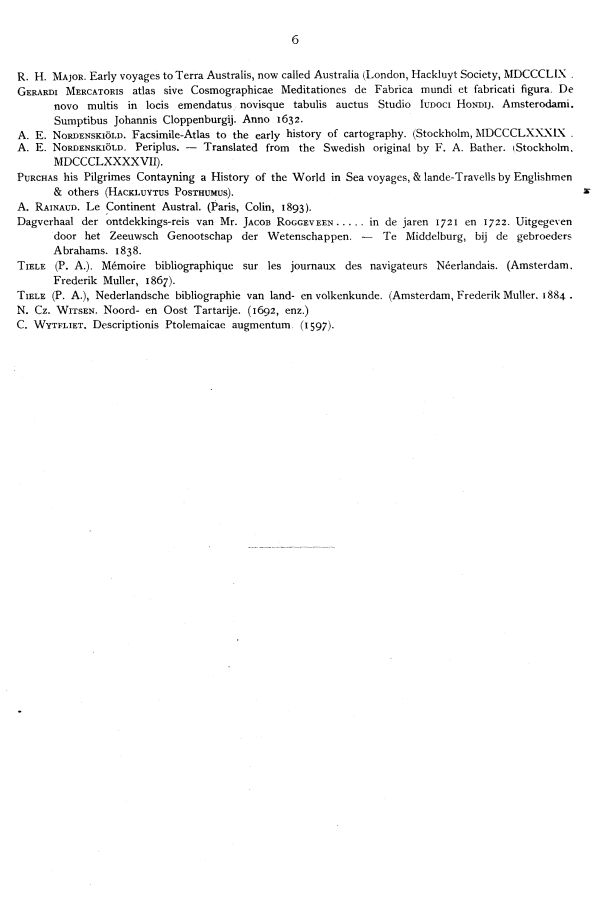 6
R. H. Major. Early voyages to Terra Australis, now called Australia (London, Hackluyt Society, MDCCCLIX .
Gerardi Mercatoris atlas sive Cosmographicae Meditationes de Fabrica mundi et fabricati figura. De
novo multis in locis emendatus novisque tabulis auctus Studio Iudoci Hondij. Amsterodami.
Sumptibus Johannis Cloppenburgij. Anno 1632.
A. E. Nordenskiöld. Facsimile-Atlas to the early history of cartography. (Stockholm, MDCCCLXXXIX .
A. E. Nordenskiöld. Periplus. — Translated from the Swedish original by F. A. Bather. (Stockholm.
MDCCCLXXXXVII).
Purchas his Pilgrimes Contayning a History of the World in Sea voyages, & lande-Travells by Englishmen
& others (Hackluytus Posthumus).
A. Rainaud. Le Continent Austral. (Paris, Colin, 1893).
Dagverhaal der ontdekkings-reis van Mr. Jacob Roggeveen ..... in de jaren 1721 en 1722. Uitgegeven
door het Zeeuwsch Genootschap der Wetenschappen. — Te Middelburg, bij de gebroeders
Abrahams. 1838.
Tiele (P. A.). Mémoire bibliographique sur les journaux des navigateurs Néerlandais. (Amsterdam.
Frederik Muller, 1867).
Tiele (P. A.), Nederlandsche bibliographie van land- en volkenkunde. (Amsterdam, Frederik Muller. 1884 .
N. Cz. Witsen. Noord- en Oost Tartarije. (1692, enz.)
C. Wytfliet. Descriptionis Ptolemaicae augmentum. (1597).